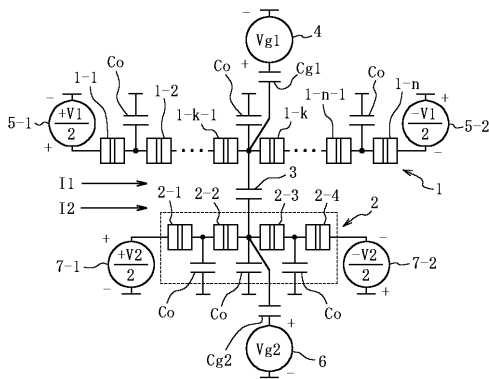 − Vg1 4
+ Cg1
1-1 Co 1-2 Co Co 1-n
1-k-1 1-k 1-n-1
− +V1/2 −V1/2 +
5-1 + − 5-2
I1 3 1
I2 2-1 2-2 2-3 2-4 2
+ +V2/2 −V2/2 −
7-1 − + 7-2
Co Co Co
Cg2 +
Vg2 6
−